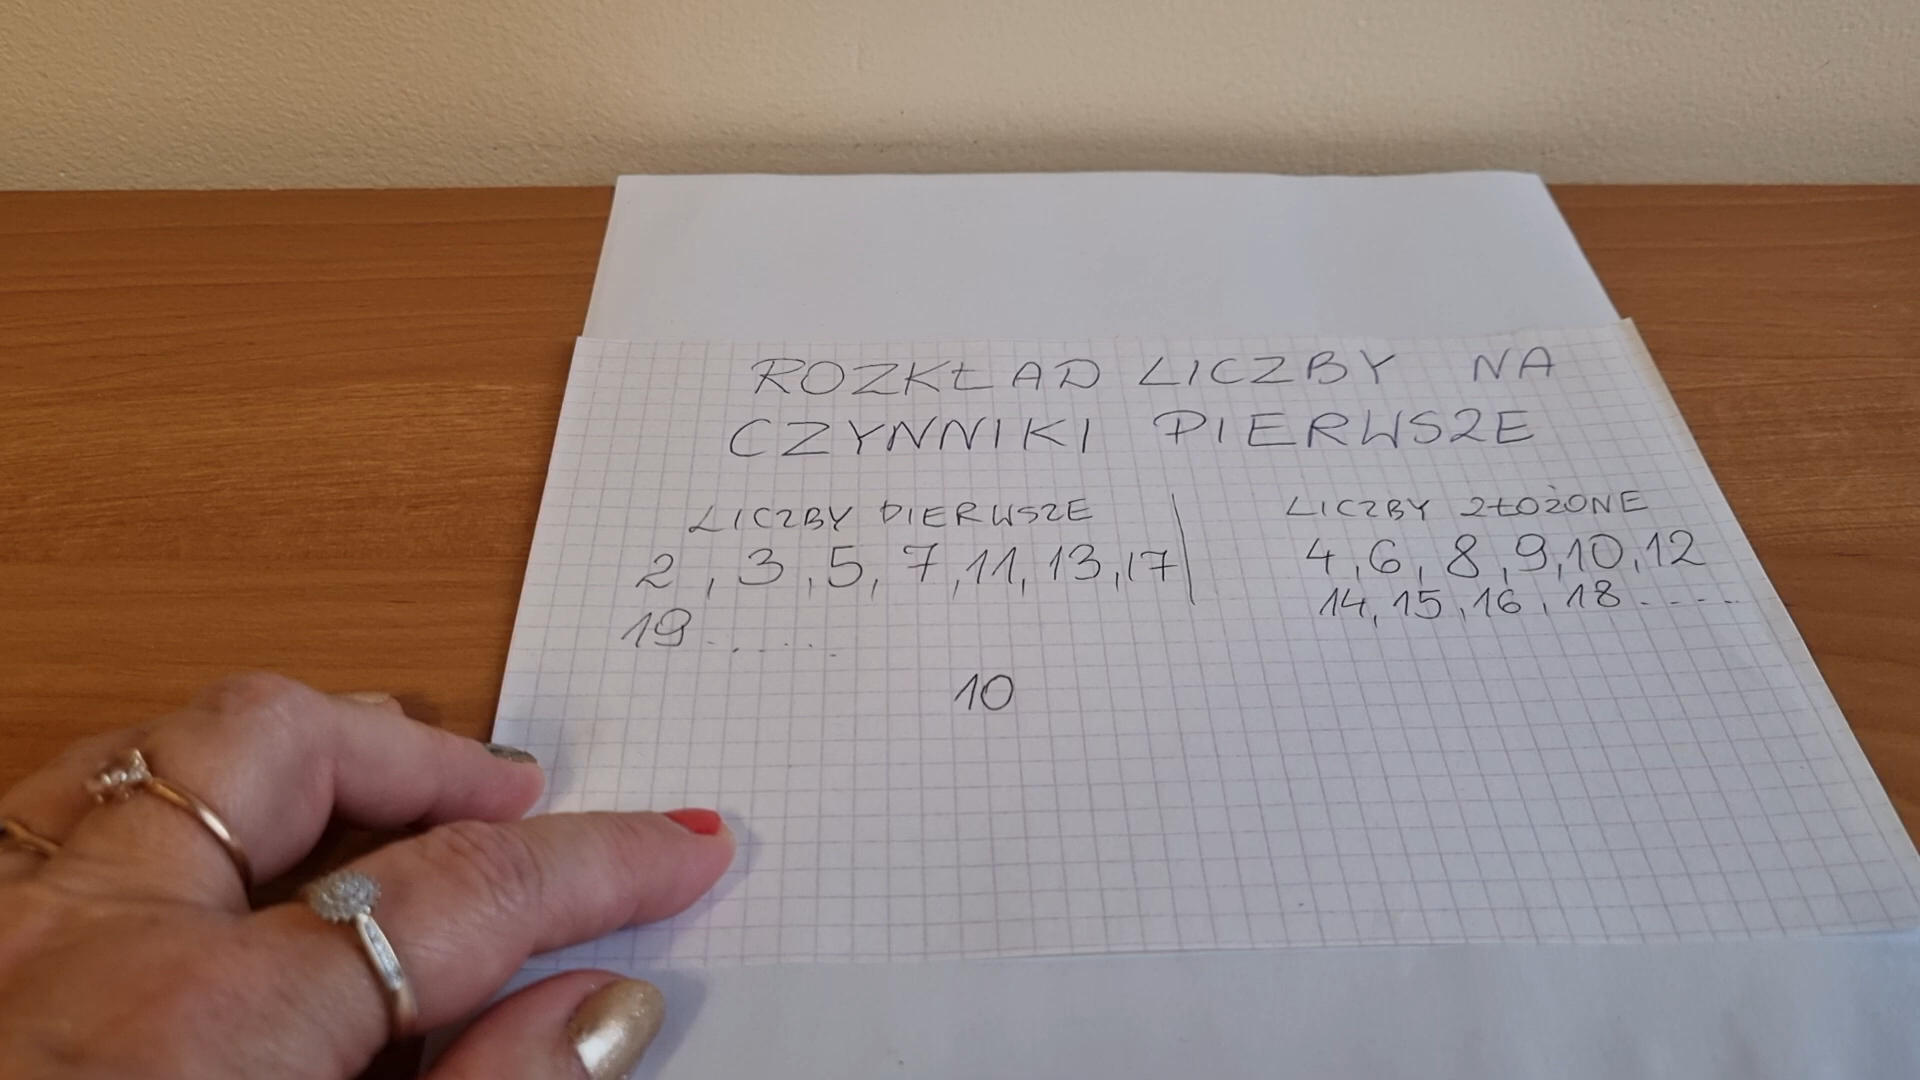 ROZKŁAD LICZBY NA
CZYNNIKI PIERWSZE
LICZBY PIERWSZE
2, 3, 5, 7, 11, 13, 17
19......
LICZBY ZŁOŻONE
4, 6, 8, 9, 10, 12
14, 15, 16, 18.....
10